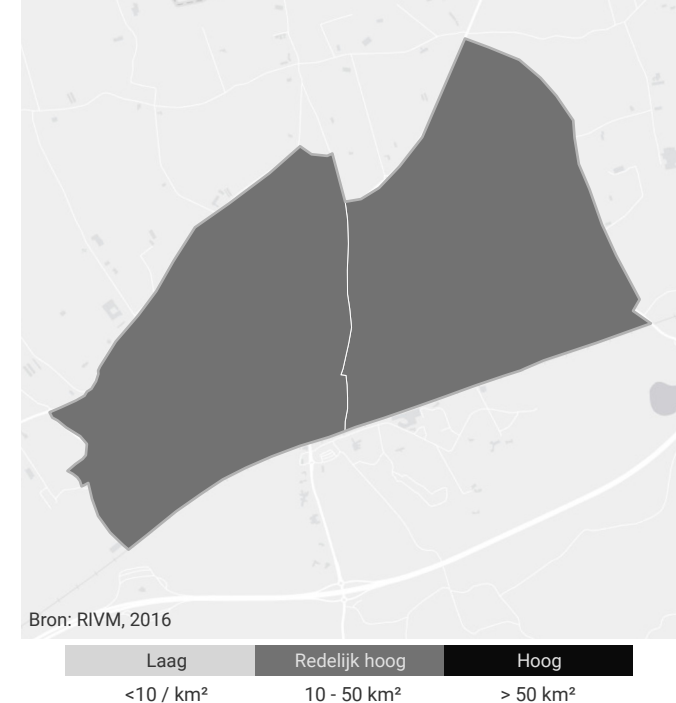 Bron: RIVM, 2016
Laag Redelijk hoog Hoog
<10 / km² 10 - 50 km² > 50 km²